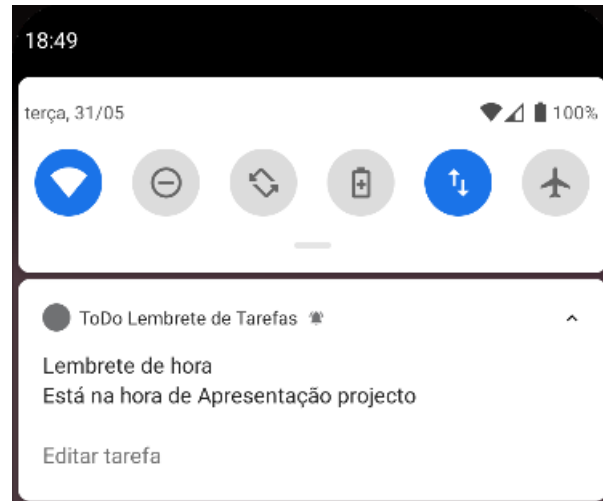 18:49
terça, 31/05 100%
ToDo Lembrete de Tarefas
Lembrete de hora
Está na hora de Apresentação projecto
Editar tarefa